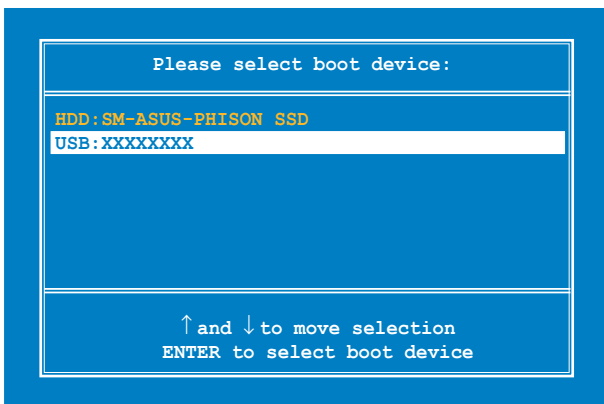 Please select boot device:
HDD:SM-ASUS-PHISON SSD
USB:XXXXXXXX
↑and ↓to move selection
ENTER to select boot device